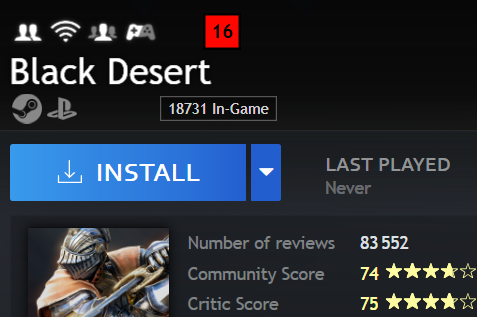 16
Black Desert
18731 In-Game
INSTALL
LAST PLAYED
Never
Number of reviews 83 552
Community Score 74
Critic Score 75